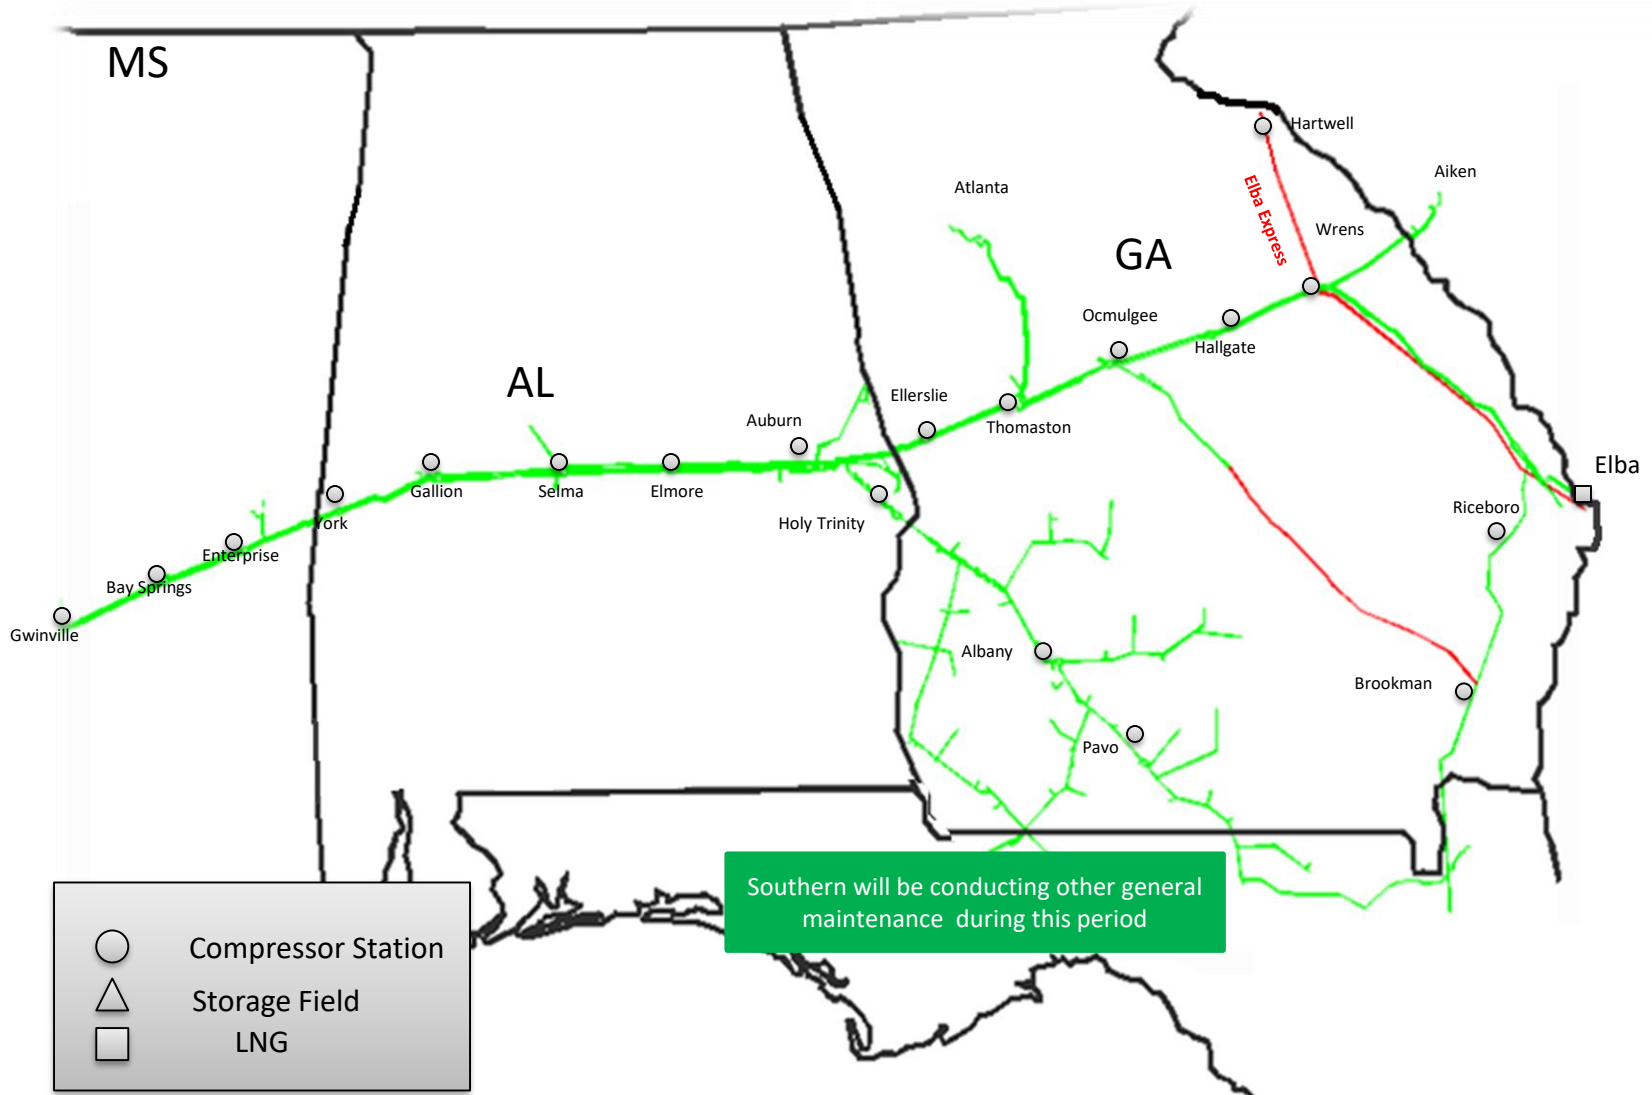 MS
Hartwell
Aiken
Atlanta
Elba Express
Wrens
GA
Ocmulgee
Hallgate
AL
Ellerslie
Auburn
Thomaston
Elba
Gallion
Selma
Elmore
Riceboro
York
Holy Trinity
Enterprise
Bay Springs
Gwinville
Albany
Brookman
Pavo
Southern will be conducting other general
maintenance during this period
Compressor Station
Storage Field
LNG